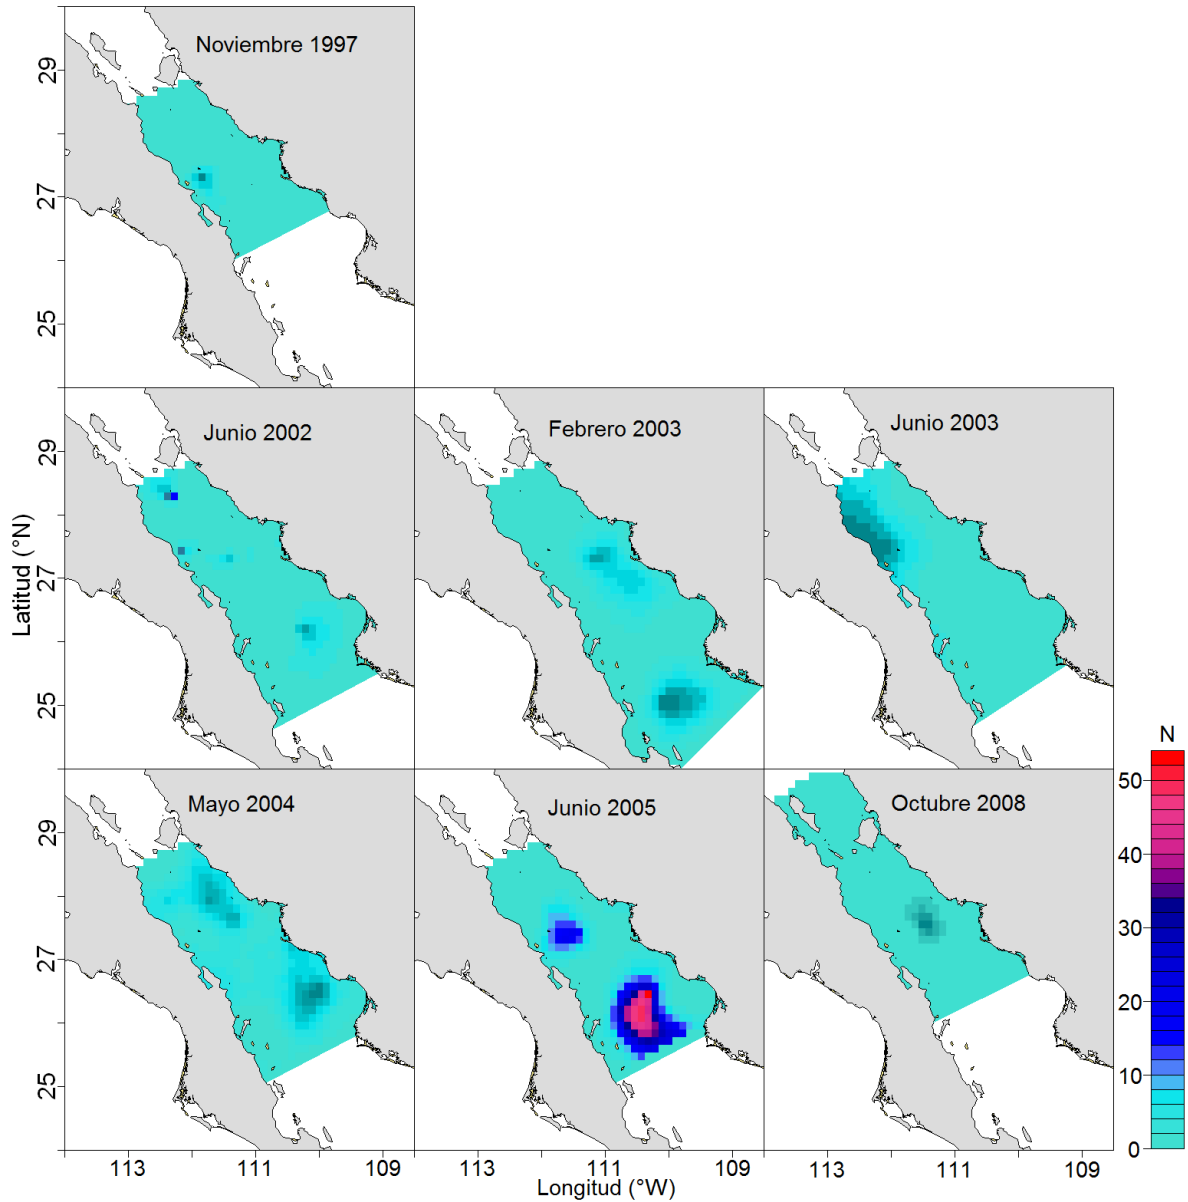 Noviembre 1997
29
27
25
Junio 2002
Febrero 2003
Junio 2003
29
27
25
Latitud (°N)
Mayo 2004
Junio 2005
Octubre 2008
29
27
25
N
50
40
30
20
10
0
113
111
109
113
111
109
113
111
109
Longitud (°W)